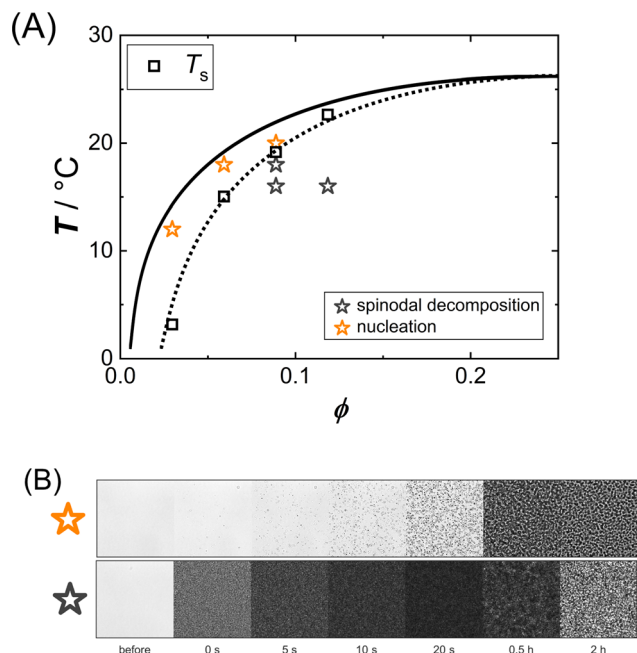 (A)
30
20
10
0
T / °C
Ts
spinodal decomposition
nucleation
0.0
0.1
0.2
ϕ
(B)
before
0 s
5 s
10 s
20 s
0.5 h
2 h